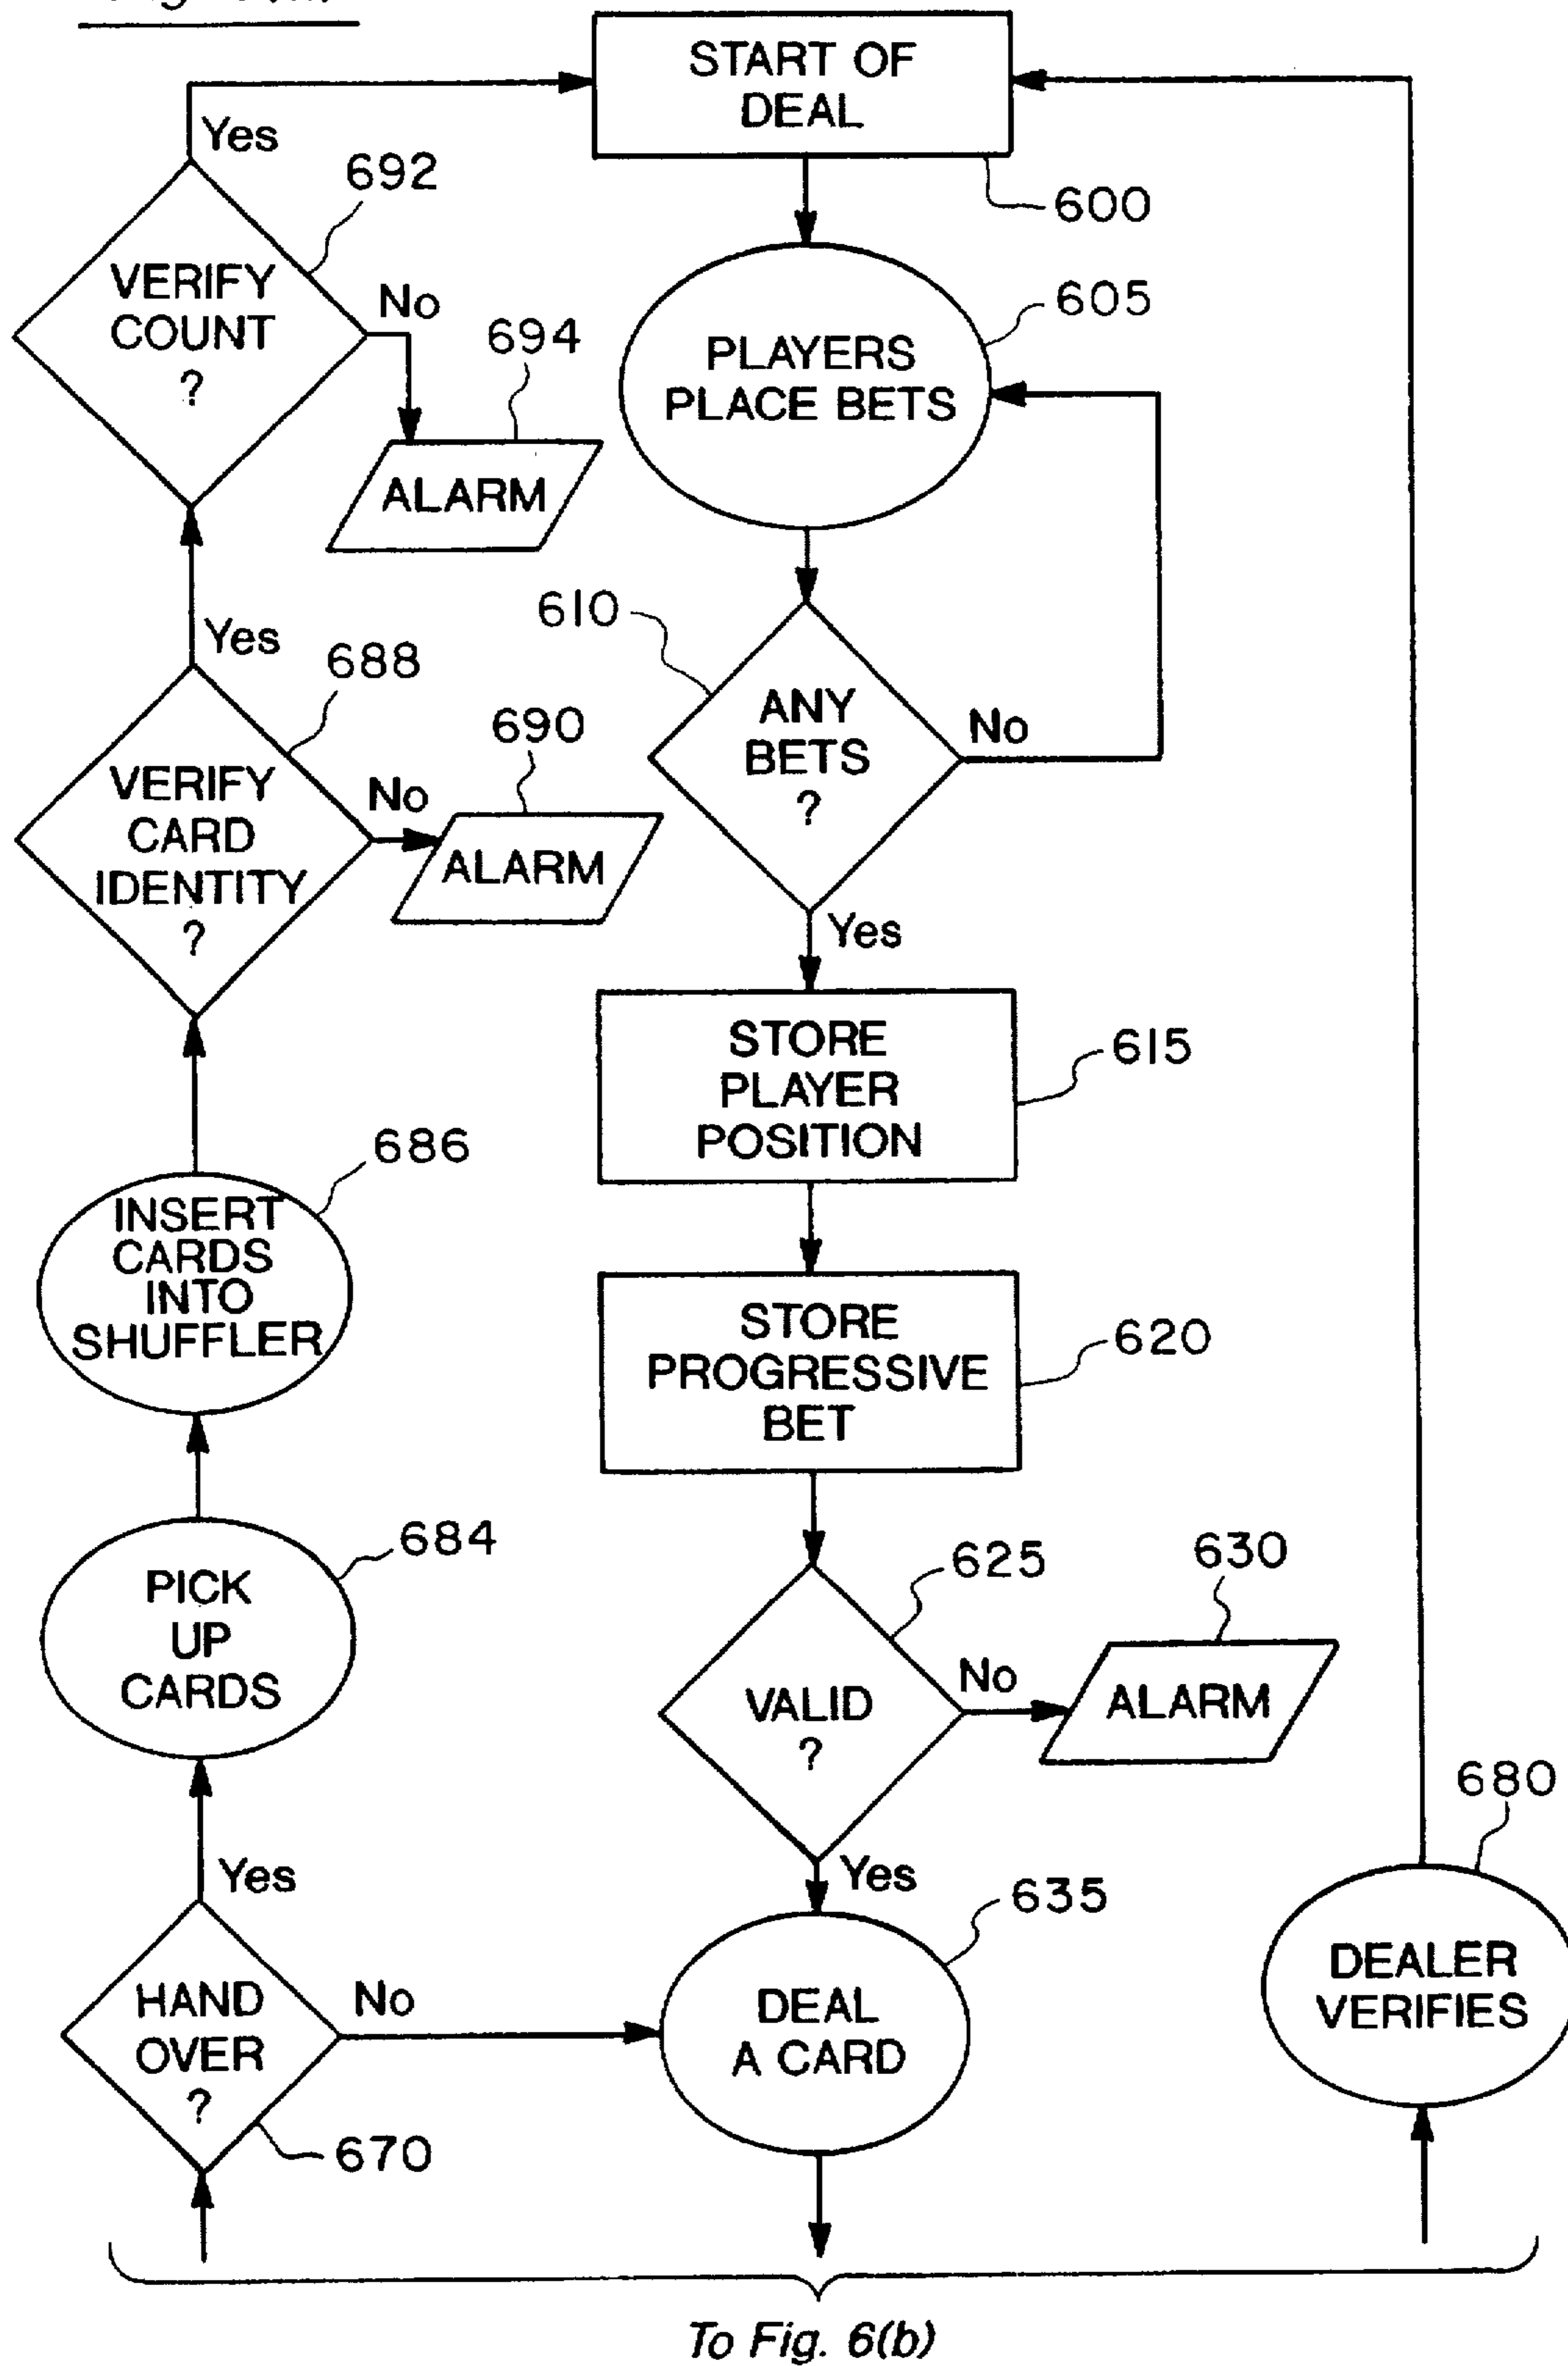 START OF
DEAL
600
Yes
692
VERIFY
COUNT
?
No
694
ALARM
605
PLAYERS
PLACE BETS
610
ANY
BETS
?
No
Yes
Yes
688
VERIFY
CARD
IDENTITY
?
No
690
ALARM
STORE
PLAYER
POSITION
615
686
INSERT
CARDS
INTO
SHUFFLER
STORE
PROGRESSIVE
BET
620
684
PICK
UP
CARDS
625
VALID
?
No
630
ALARM
Yes
680
DEALER
VERIFIES
Yes
HAND
OVER
?
No
670
635
DEAL
A CARD
To Fig. 6(b)